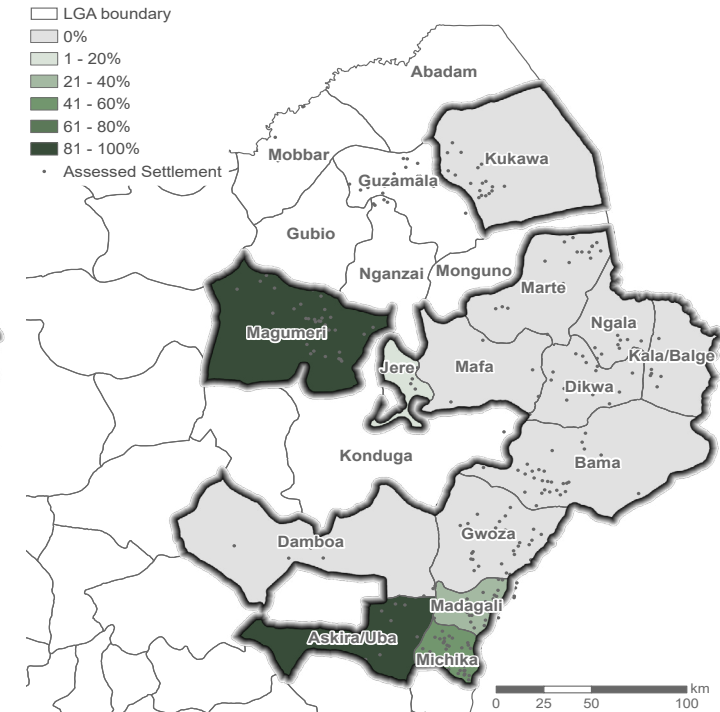 LGA boundary
0%
1 - 20%
21 - 40%
41 - 60%
61 - 80%
81 - 100%
Assessed Settlement
Abadam
Mobbar
Kukawa
Guzamala
Gubio
Nganzai
Monguno
Marte
Magumeri
Ngala
Jere
Mafa
Kala/Balge
Dikwa
Konduga
Bama
Damboa
Gwoza
Madagali
Askira/Uba
Michika
km
0 25 50 100